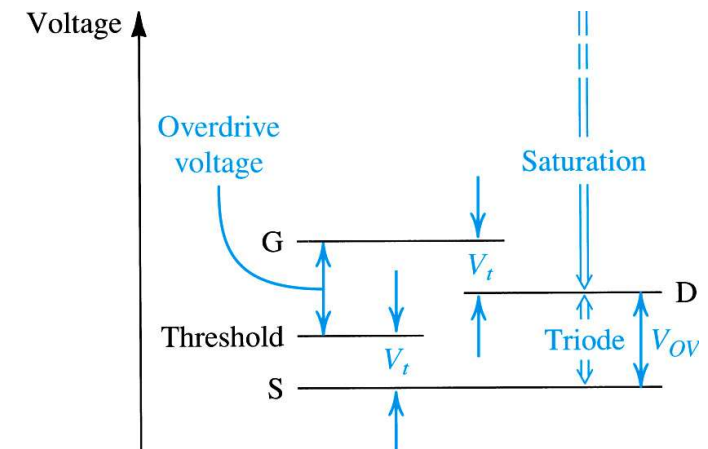 Voltage
Overdrive
voltage
Saturation
G
V_t
D
Threshold
V_t
Triode
V_OV
S